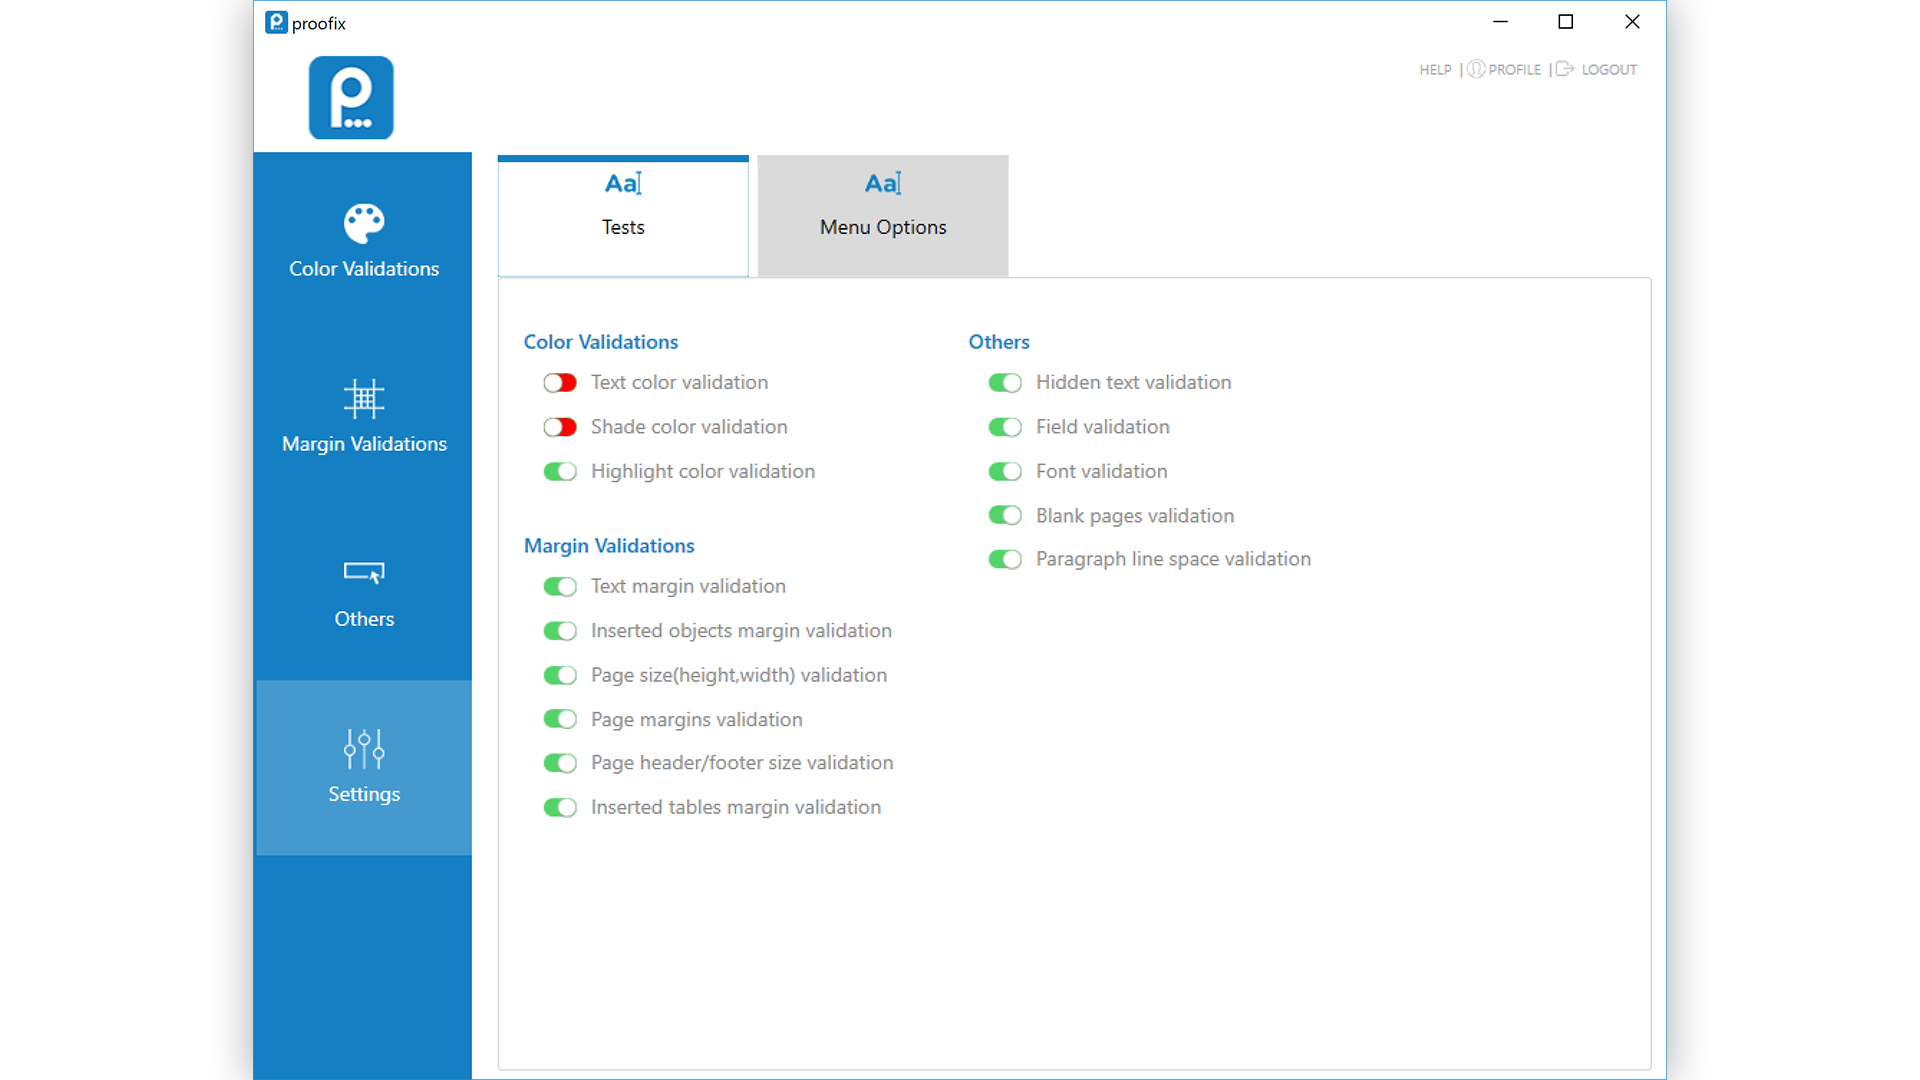 proofix
HELP | PROFILE | LOGOUT
P...
Color Validations
Margin Validations
Others
Settings
Aa
Tests
Aa
Menu Options
Color Validations
Text color validation
Shade color validation
Highlight color validation
Margin Validations
Text margin validation
Inserted objects margin validation
Page size(height,width) validation
Page margins validation
Page header/footer size validation
Inserted tables margin validation
Others
Hidden text validation
Field validation
Font validation
Blank pages validation
Paragraph line space validation